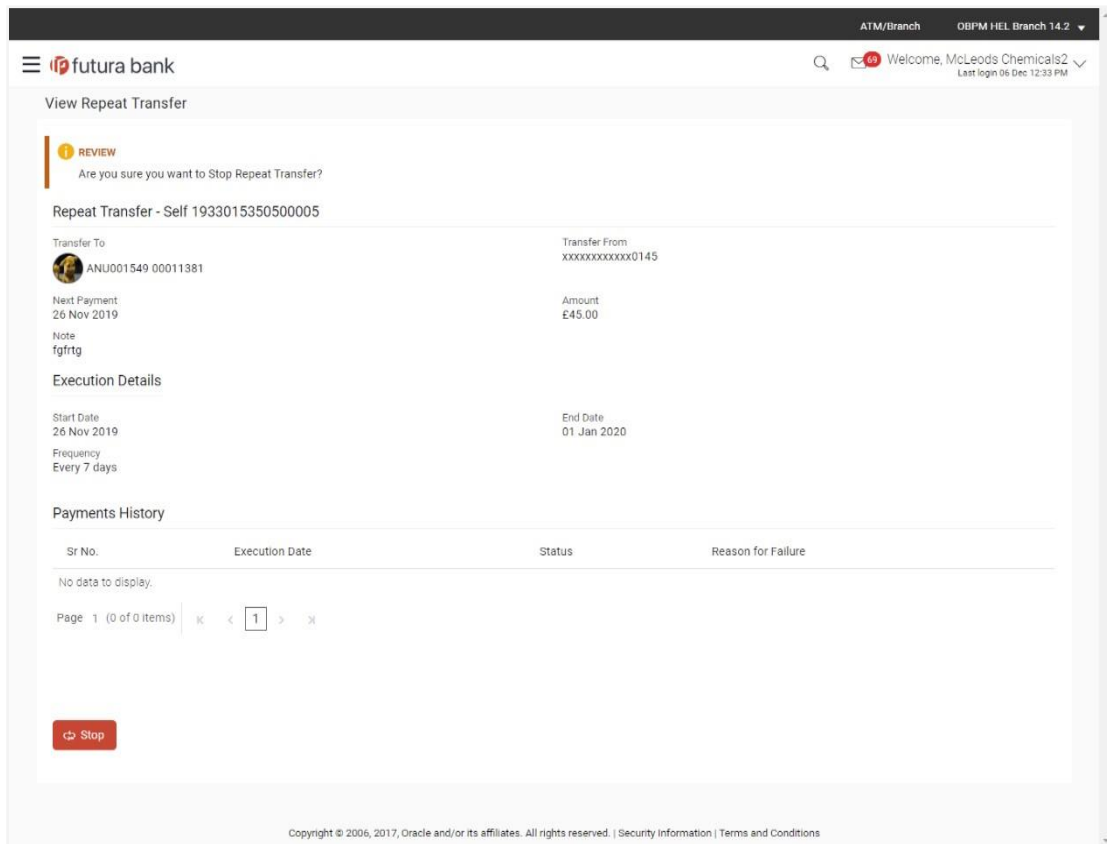 ATM/Branch OBPM HEL Branch 14.2
futura bank
69 Welcome, McLeods Chemicals2
Last login 06 Dec 12:33 PM
View Repeat Transfer
REVIEW
Are you sure you want to Stop Repeat Transfer?
Repeat Transfer - Self 1933015350500005
Transfer To
ANU001549 00011381
Transfer From
xxxxxxxxxxxx0145
Next Payment
26 Nov 2019
Amount
£45.00
Note
fgfrtg
Execution Details
Start Date
26 Nov 2019
End Date
01 Jan 2020
Frequency
Every 7 days
Payments History
Sr No. Execution Date Status Reason for Failure
No data to display.
Page 1 (0 of 0 items) 1
Stop
Copyright © 2006, 2017, Oracle and/or its affiliates. All rights reserved. | Security Information | Terms and Conditions